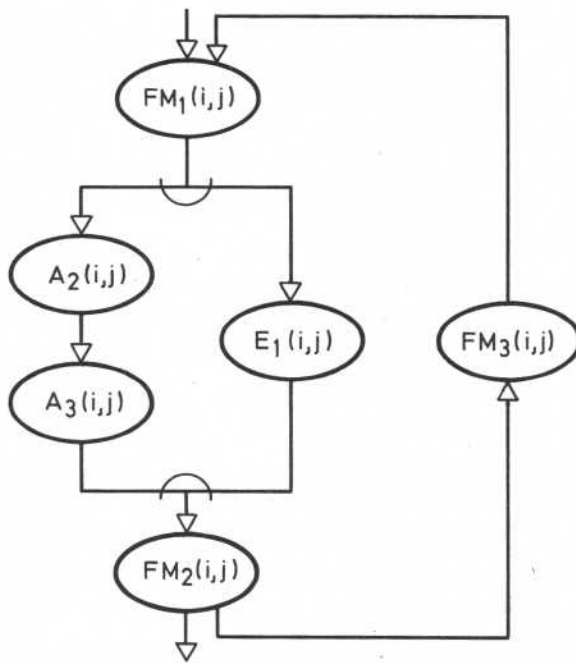 FM₁(i,j)
A₂(i,j)
E₁(i,j)
FM₃(i,j)
A₃(i,j)
FM₂(i,j)